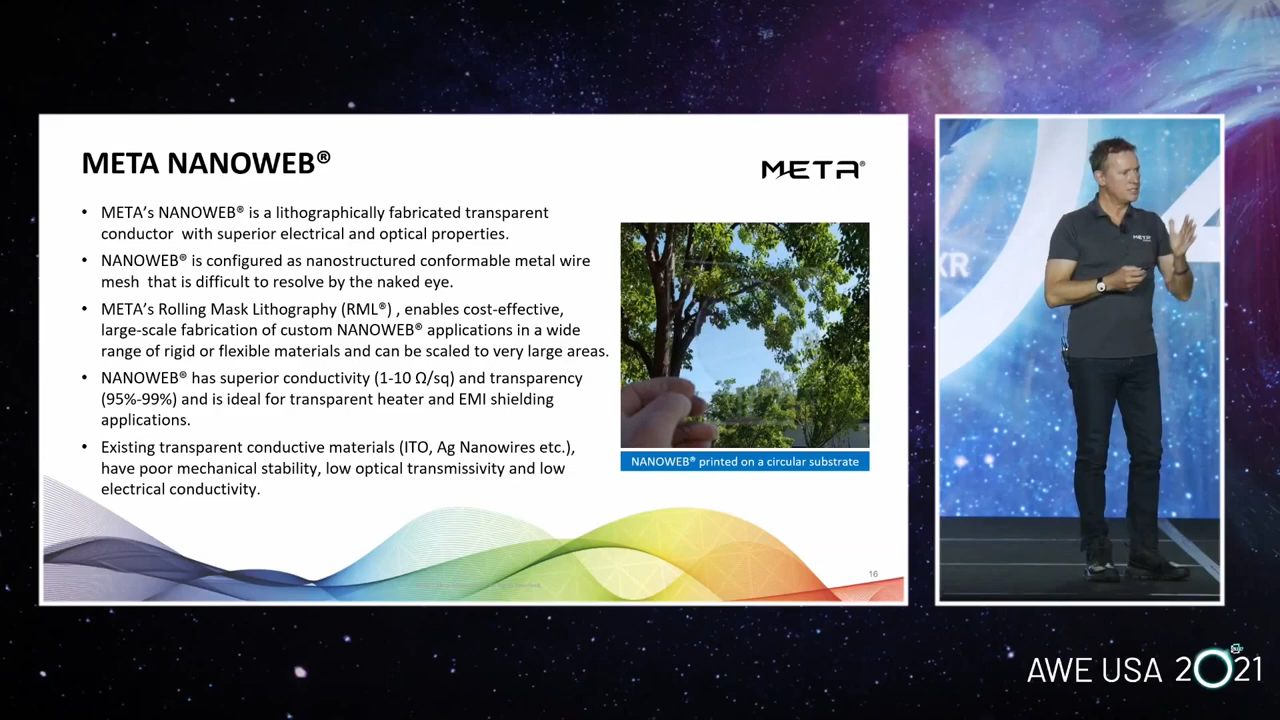 META NANOWEB®
META®
• META's NANOWEB® is a lithographically fabricated transparent
conductor with superior electrical and optical properties.
• NANOWEB® is configured as nanostructured conformable metal wire
mesh that is difficult to resolve by the naked eye.
• META's Rolling Mask Lithography (RML®) , enables cost-effective,
large-scale fabrication of custom NANOWEB® applications in a wide
range of rigid or flexible materials and can be scaled to very large areas.
• NANOWEB® has superior conductivity (1-10 Ω/sq) and transparency
(95%-99%) and is ideal for transparent heater and EMI shielding
applications.
• Existing transparent conductive materials (ITO, Ag Nanowires etc.),
have poor mechanical stability, low optical transmissivity and low
electrical conductivity.
NANOWEB® printed on a circular substrate
16
META
XR
AWE USA 2021